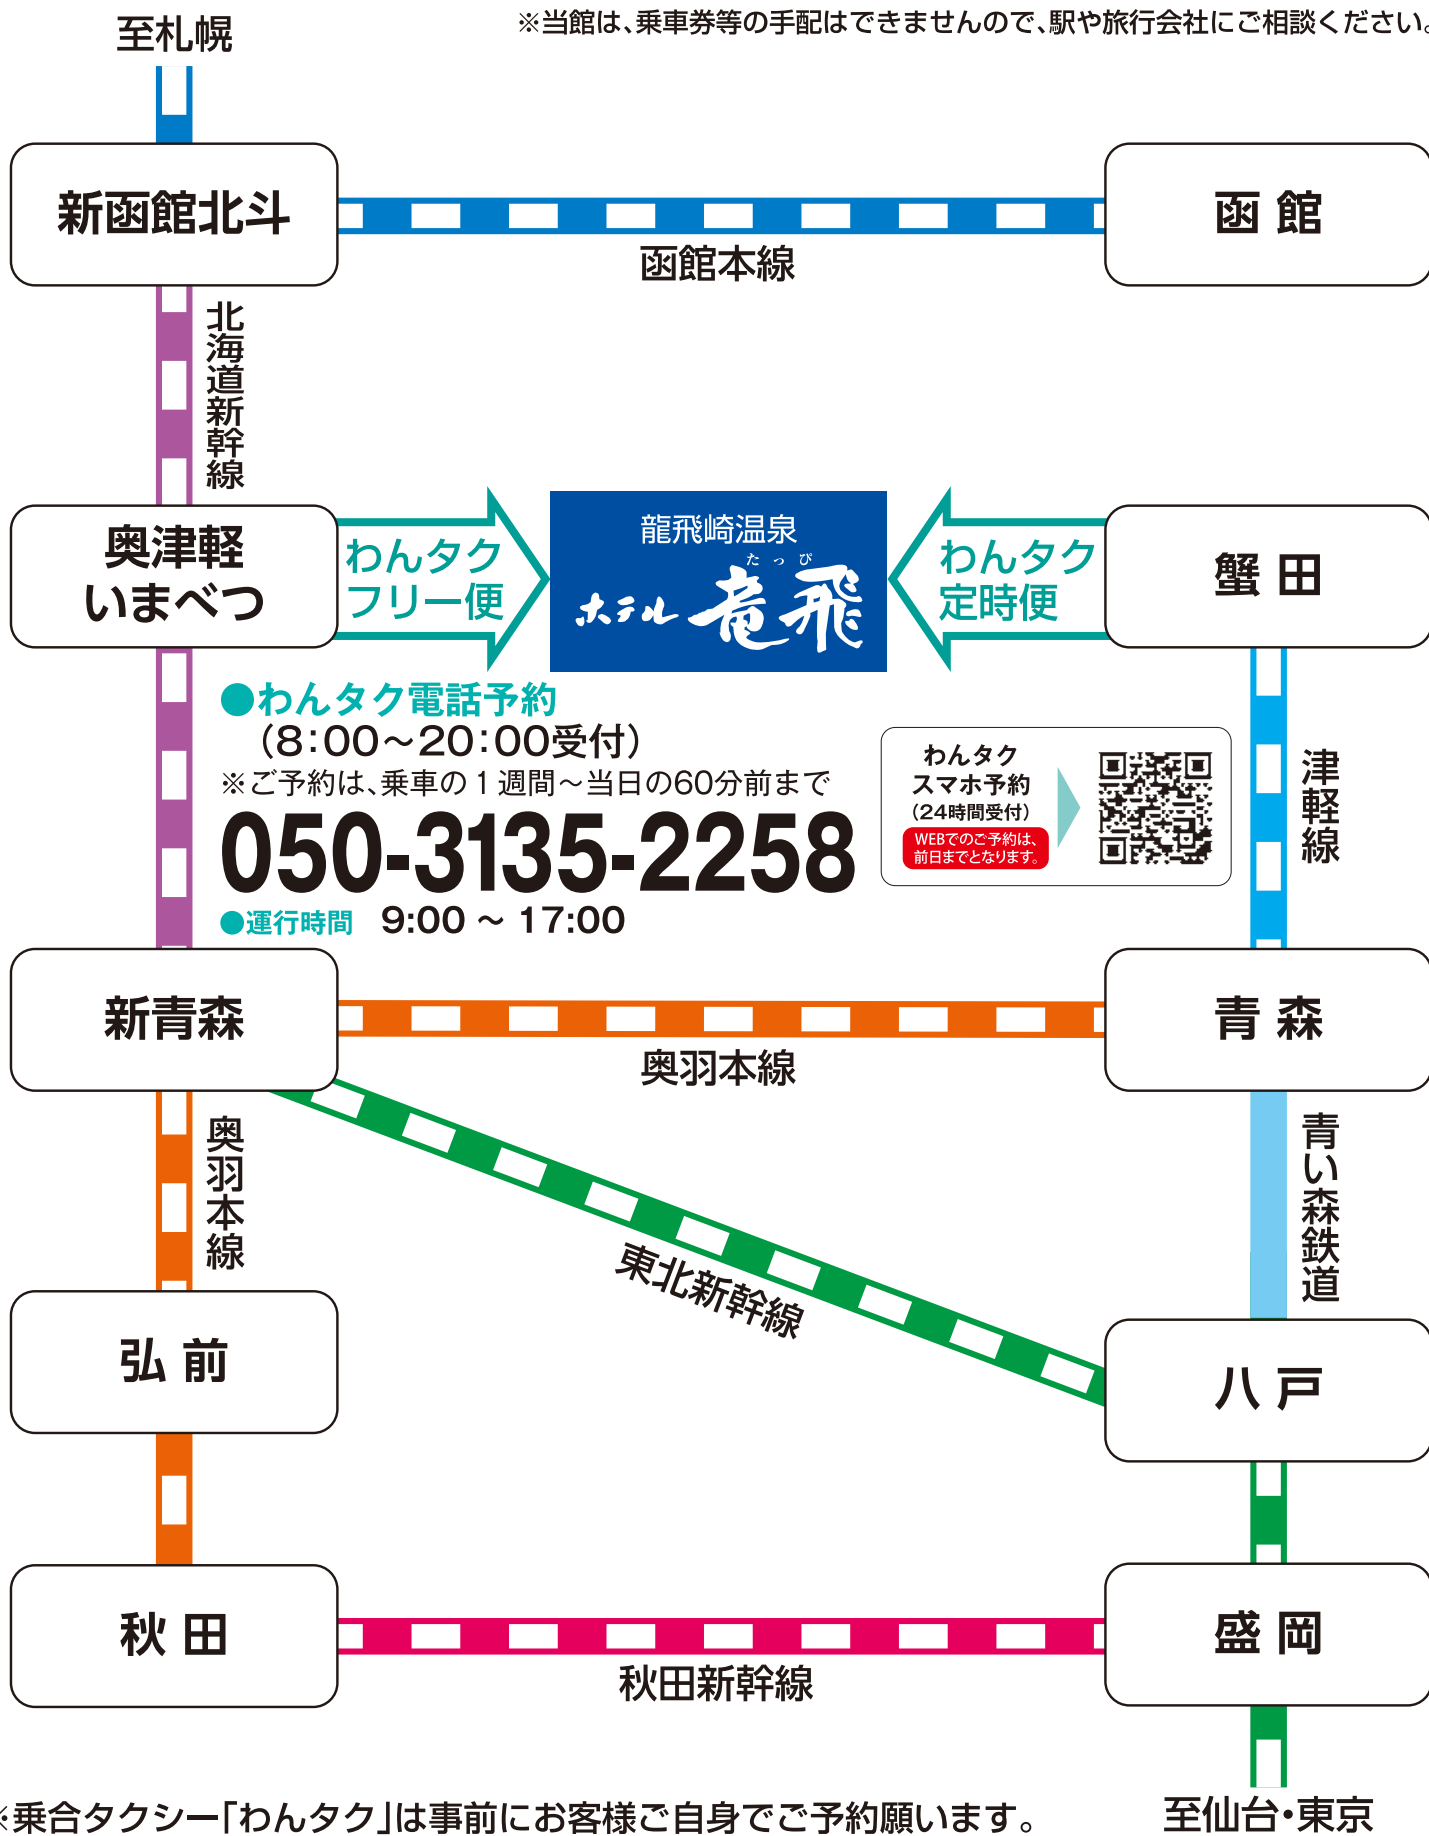 ※当館は、乗車券等の手配はできませんので、駅や旅行会社にご相談ください。
至札幌
新函館北斗
函館
函館本線
北海道新幹線
奥津軽
いまべつ
わんタク
フリー便
龍飛崎温泉
たっぴ
ホテル竜飛
わんタク
定時便
蟹田
●わんタク電話予約
（8：00～20：00受付）
※ご予約は、乗車の1週間～当日の60分前まで
050-3135-2258
●運行時間 9:00 ～ 17:00
わんタク
スマホ予約
（24時間受付）
WEBでのご予約は、
前日までとなります。
津軽線
新青森
青森
奥羽本線
奥羽本線
青い森鉄道
東北新幹線
弘前
八戸
秋田
盛岡
秋田新幹線
※乗合タクシー「わんタク」は事前にお客様ご自身でご予約願います。
至仙台・東京